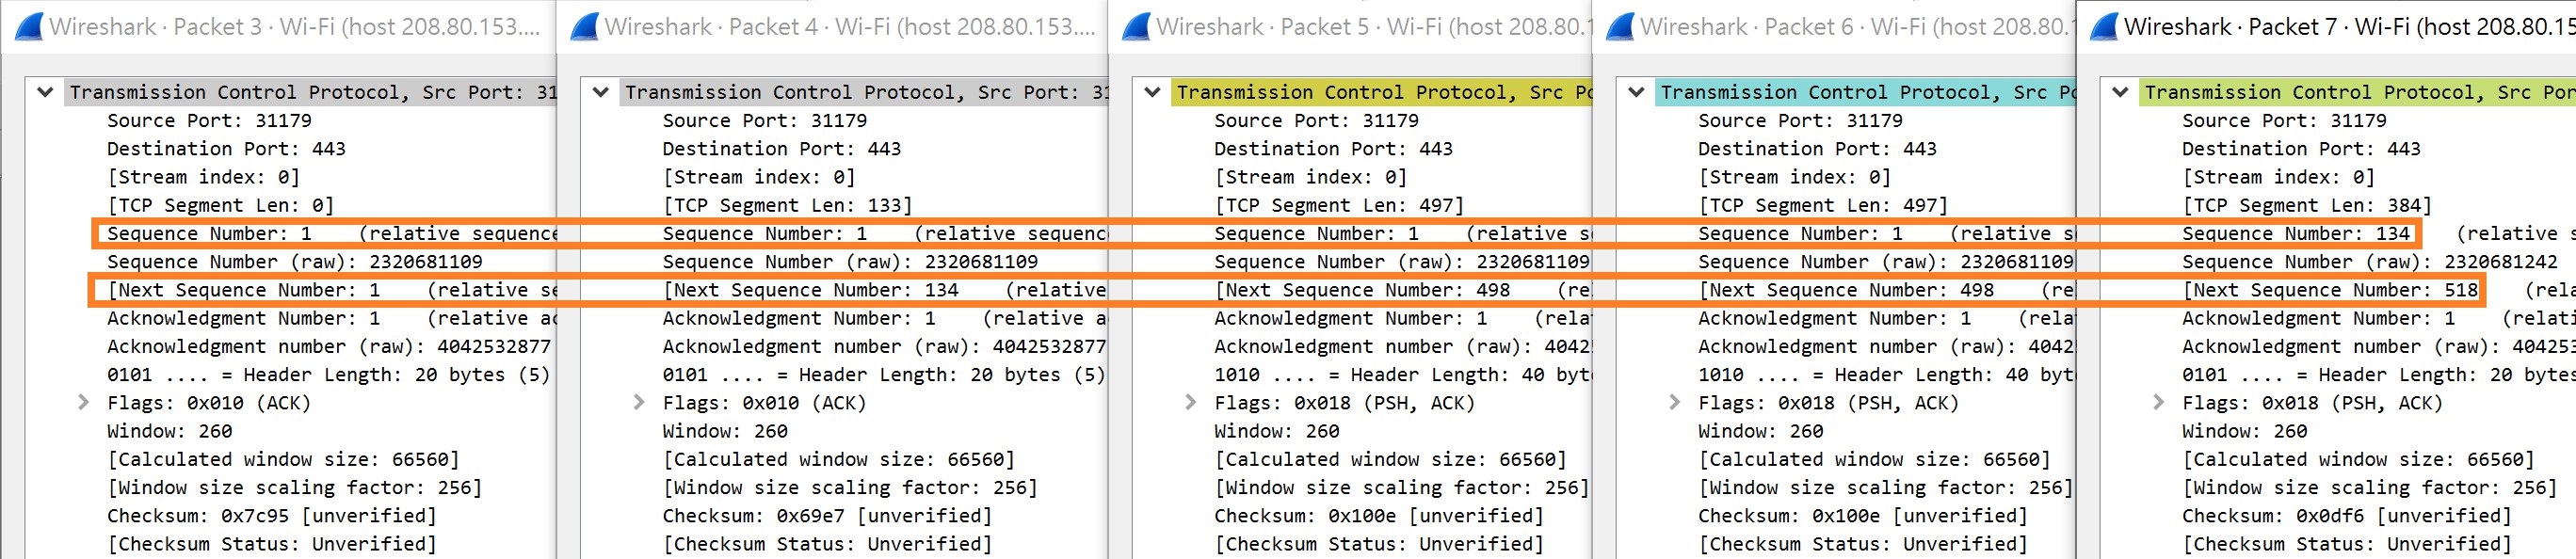 Wireshark · Packet 3 · Wi-Fi (host 208.80.153....
Transmission Control Protocol, Src Port: 31
Source Port: 31179
Destination Port: 443
[Stream index: 0]
[TCP Segment Len: 0]
Sequence Number: 1 (relative sequence
Sequence Number (raw): 2320681109
[Next Sequence Number: 1 (relative se
Acknowledgment Number: 1 (relative ac
Acknowledgment number (raw): 4042532877
0101 .... = Header Length: 20 bytes (5)
Flags: 0x010 (ACK)
Window: 260
[Calculated window size: 66560]
[Window size scaling factor: 256]
Checksum: 0x7c95 [unverified]
[Checksum Status: Unverified]
Wireshark · Packet 4 · Wi-Fi (host 208.80.153....
Transmission Control Protocol, Src Port: 31
Source Port: 31179
Destination Port: 443
[Stream index: 0]
[TCP Segment Len: 133]
Sequence Number: 1 (relative sequenc
Sequence Number (raw): 2320681109
[Next Sequence Number: 134 (relative
Acknowledgment Number: 1 (relative a
Acknowledgment number (raw): 4042532877
0101 .... = Header Length: 20 bytes (5)
Flags: 0x010 (ACK)
Window: 260
[Calculated window size: 66560]
[Window size scaling factor: 256]
Checksum: 0x69e7 [unverified]
[Checksum Status: Unverified]
Wireshark · Packet 5 · Wi-Fi (host 208.80.1
Transmission Control Protocol, Src Po
Source Port: 31179
Destination Port: 443
[Stream index: 0]
[TCP Segment Len: 497]
Sequence Number: 1 (relative s
Sequence Number (raw): 2320681109
[Next Sequence Number: 498 (re
Acknowledgment Number: 1 (rela
Acknowledgment number (raw): 4042
1010 .... = Header Length: 40 byt
Flags: 0x018 (PSH, ACK)
Window: 260
[Calculated window size: 66560]
[Window size scaling factor: 256]
Checksum: 0x100e [unverified]
[Checksum Status: Unverified]
Wireshark · Packet 6 · Wi-Fi (host 208.80.1
Transmission Control Protocol, Src Po
Source Port: 31179
Destination Port: 443
[Stream index: 0]
[TCP Segment Len: 497]
Sequence Number: 1 (relative s
Sequence Number (raw): 2320681109
[Next Sequence Number: 498 (re
Acknowledgment Number: 1 (rela
Acknowledgment number (raw): 4042
1010 .... = Header Length: 40 byt
Flags: 0x018 (PSH, ACK)
Window: 260
[Calculated window size: 66560]
[Window size scaling factor: 256]
Checksum: 0x100e [unverified]
[Checksum Status: Unverified]
Wireshark · Packet 7 · Wi-Fi (host 208.80.15
Transmission Control Protocol, Src Por
Source Port: 31179
Destination Port: 443
[Stream index: 0]
[TCP Segment Len: 384]
Sequence Number: 134 (relative s
Sequence Number (raw): 2320681242
[Next Sequence Number: 518 (rela
Acknowledgment Number: 1 (relati
Acknowledgment number (raw): 404253
0101 .... = Header Length: 20 bytes
Flags: 0x018 (PSH, ACK)
Window: 260
[Calculated window size: 66560]
[Window size scaling factor: 256]
Checksum: 0x0df6 [unverified]
[Checksum Status: Unverified]